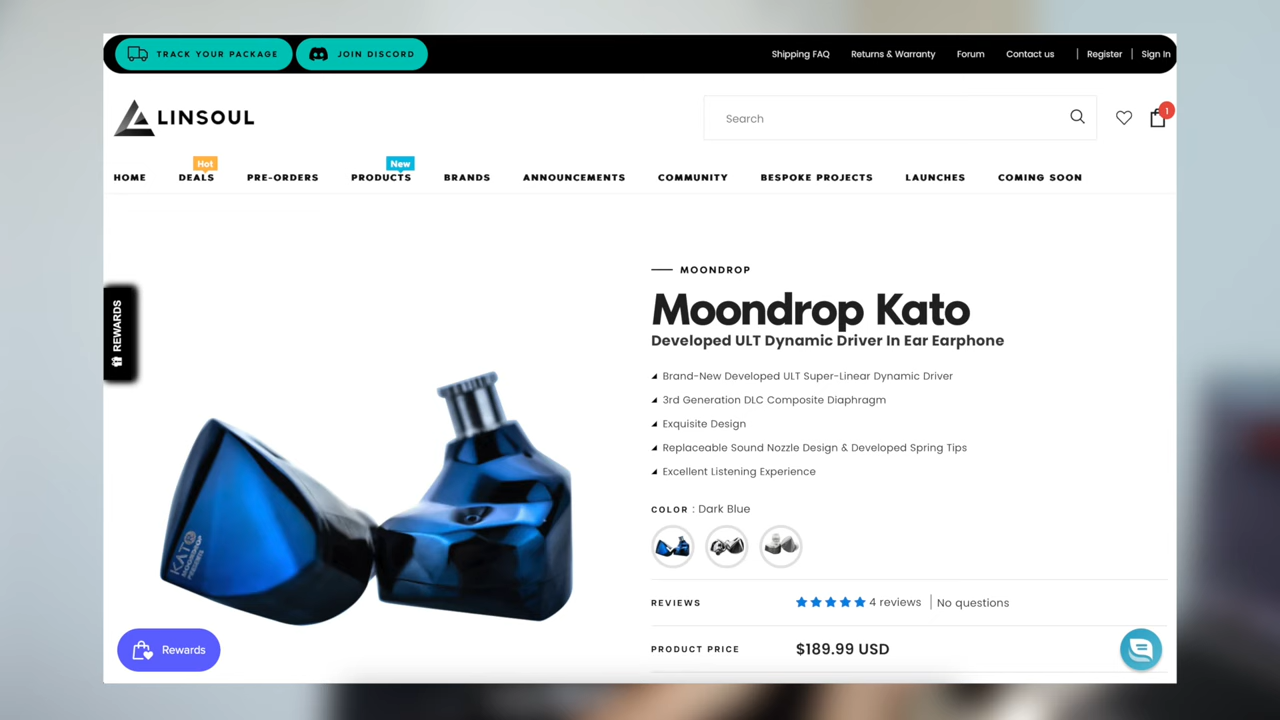 TRACK YOUR PACKAGE
JOIN DISCORD
Shipping FAQ
Returns & Warranty
Forum
Contact us
Register
Sign In
LINSOUL
Search
1
Hot
New
HOME
DEALS
PRE-ORDERS
PRODUCTS
BRANDS
ANNOUNCEMENTS
COMMUNITY
BESPOKE PROJECTS
LAUNCHES
COMING SOON
REWARDS
MOONDROP
Moondrop Kato
Developed ULT Dynamic Driver In Ear Earphone
Brand-New Developed ULT Super-Linear Dynamic Driver
3rd Generation DLC Composite Diaphragm
Exquisite Design
Replaceable Sound Nozzle Design & Developed Spring Tips
Excellent Listening Experience
COLOR : Dark Blue
KATO
MOONDROP
REVIEWS
4 reviews
No questions
PRODUCT PRICE
$189.99 USD
Rewards